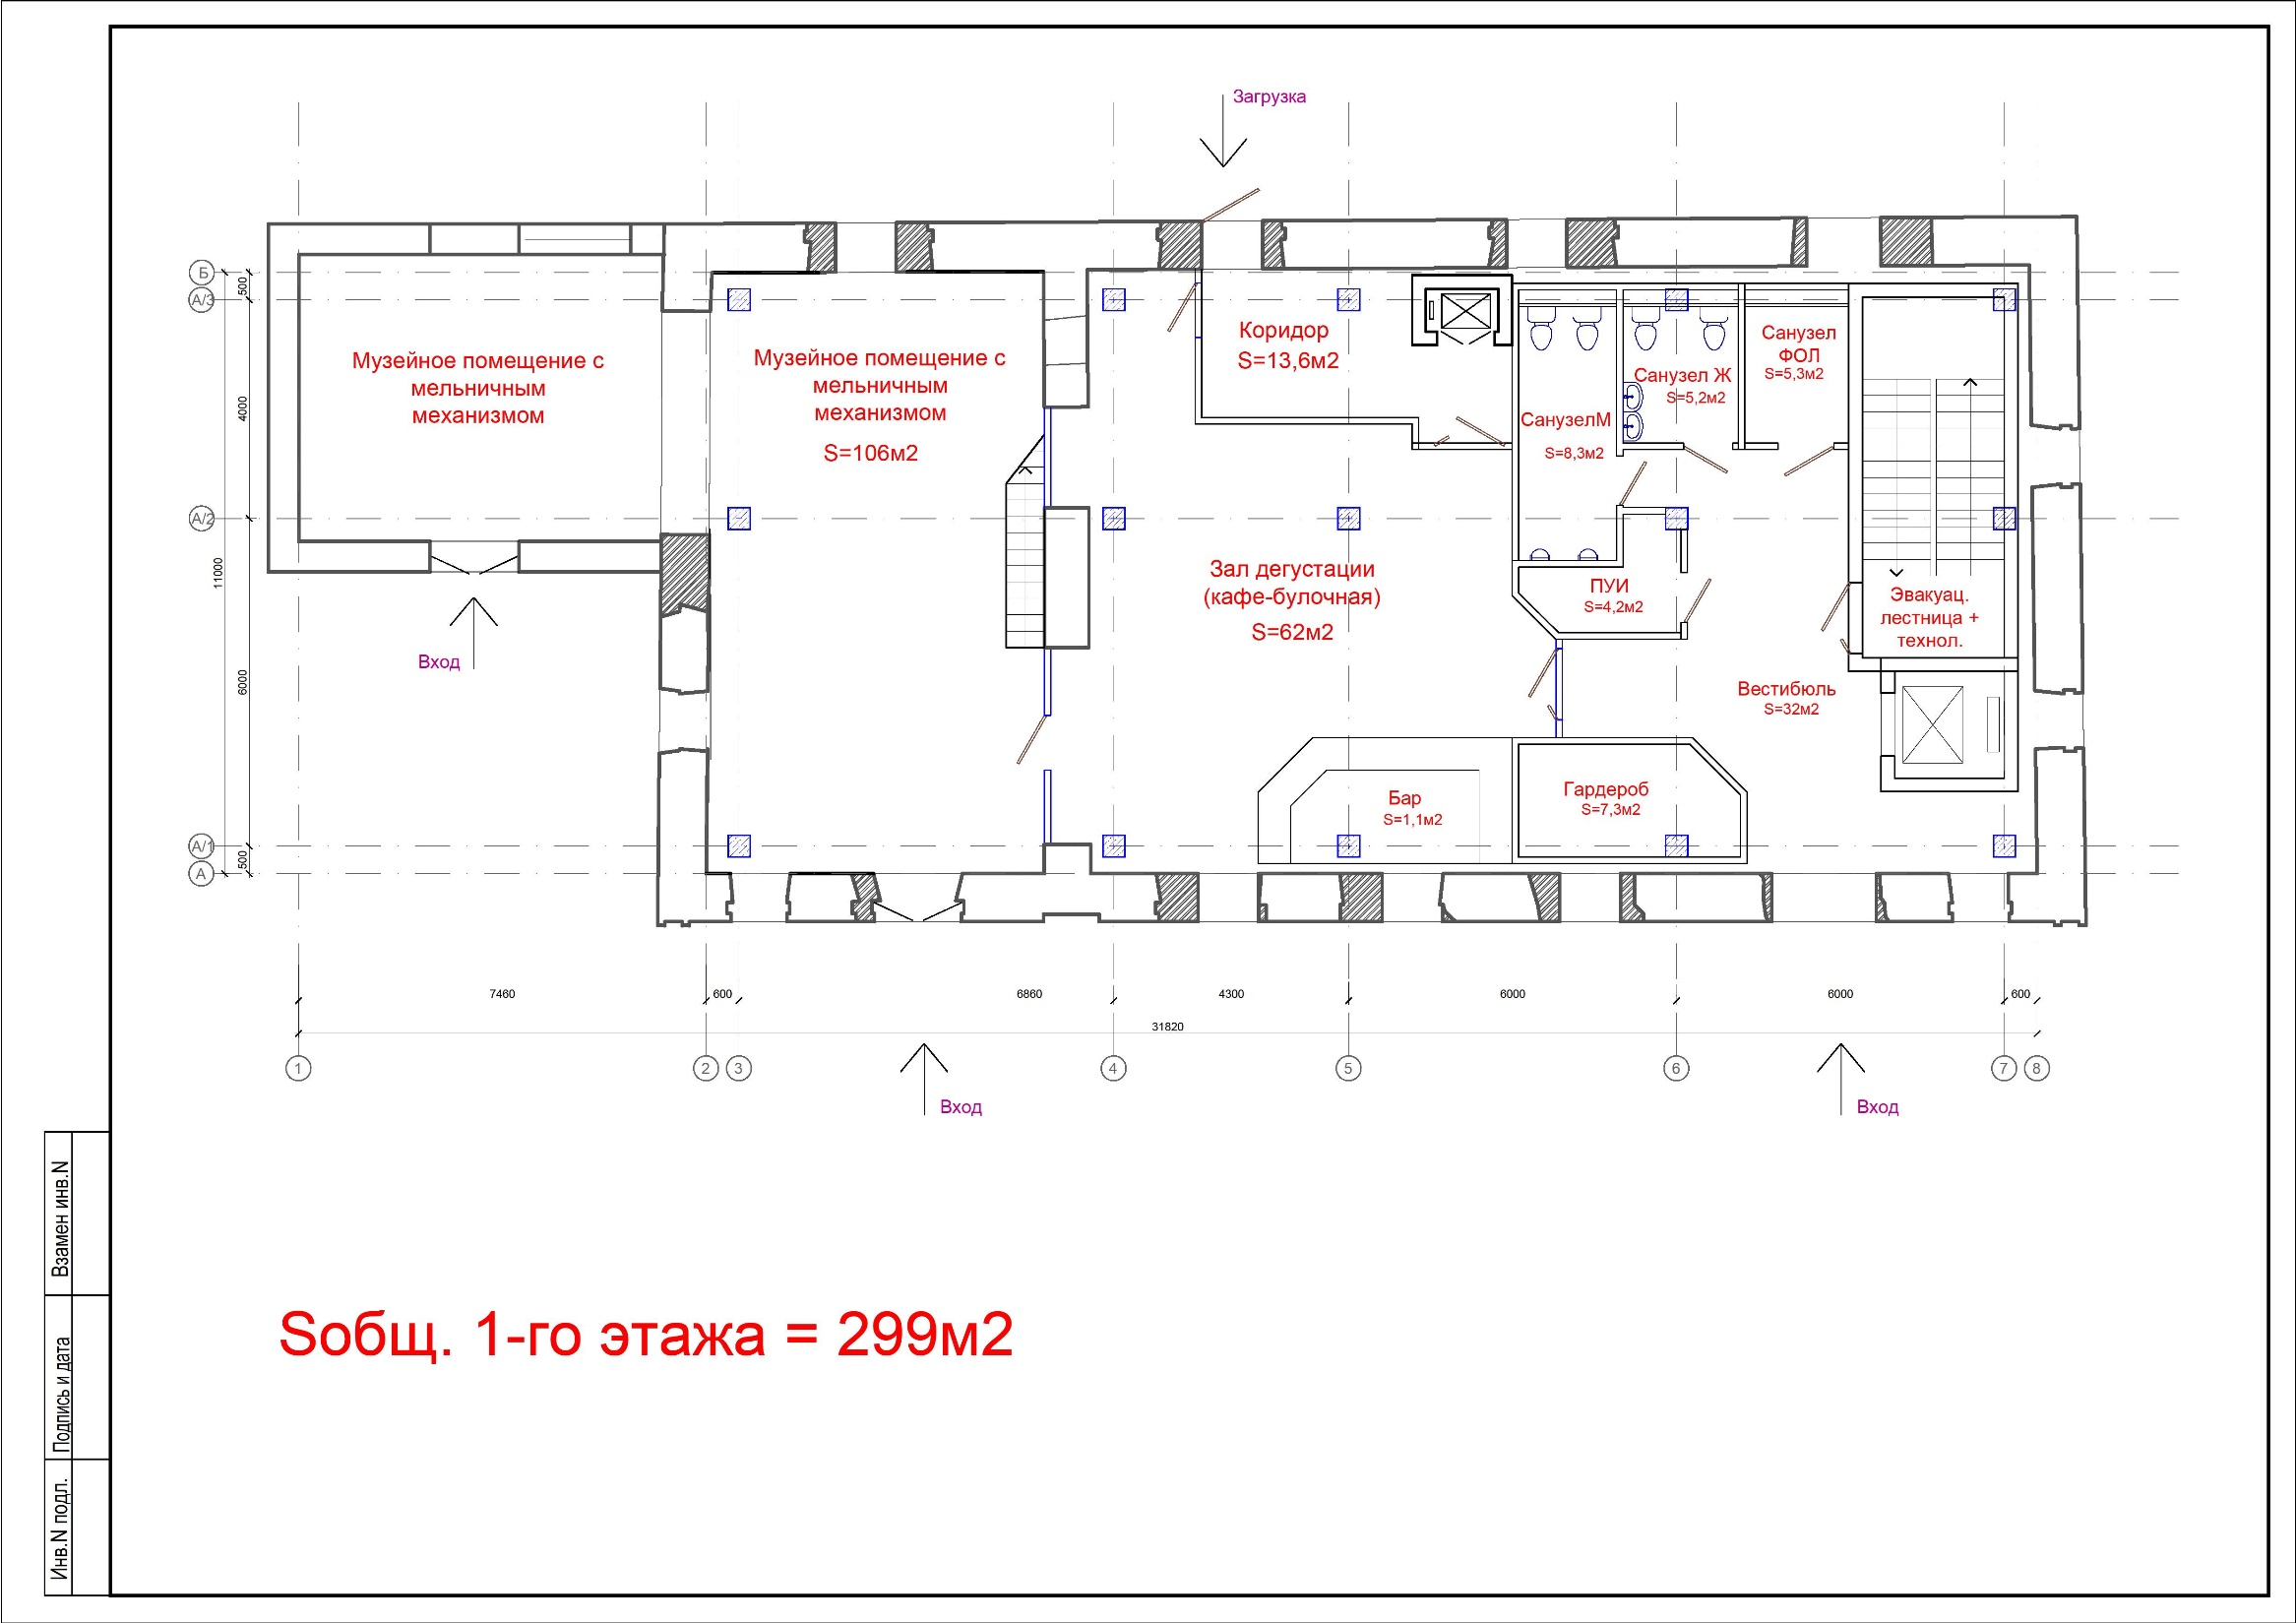 Загрузка
Б
А/3
А/2
А/1
А
500
4000
11000
6000
500
Музейное помещение с
мельничным
механизмом
Музейное помещение с
мельничным
механизмом
S=106м2
Коридор
S=13,6м2
СанузелМ
S=8,3м2
Санузел Ж
S=5,2м2
Санузел
ФОЛ
S=5,3м2
Зал дегустации
(кафе-булочная)
S=62м2
ПУИ
S=4,2м2
Эвакуац.
лестница +
технол.
Вход
Вестибюль
S=32м2
Бар
S=1,1м2
Гардероб
S=7,3м2
7460
600
6860
4300
6000
6000
600
31820
1
2
3
4
5
6
7
8
Вход
Вход
Sобщ. 1-го этажа = 299м2
Взамен инв.N
Подпись и дата
Инв.N подл.